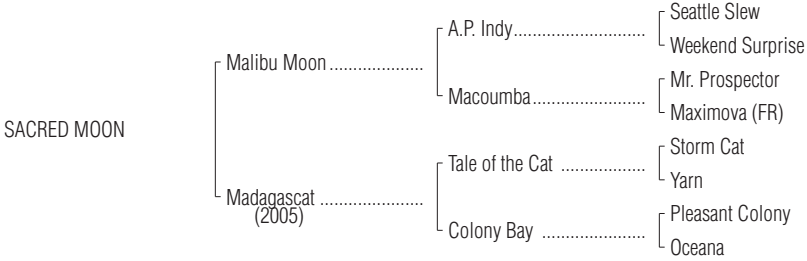 Seattle Slew
A.P. Indy............................
Weekend Surprise
Malibu Moon ....................
Mr. Prospector
Macoumba........................
Maximova (FR)
SACRED MOON
Storm Cat
Tale of the Cat ..................
Yarn
Madagascat ......................
(2005)
Pleasant Colony
Colony Bay ......................
Oceana